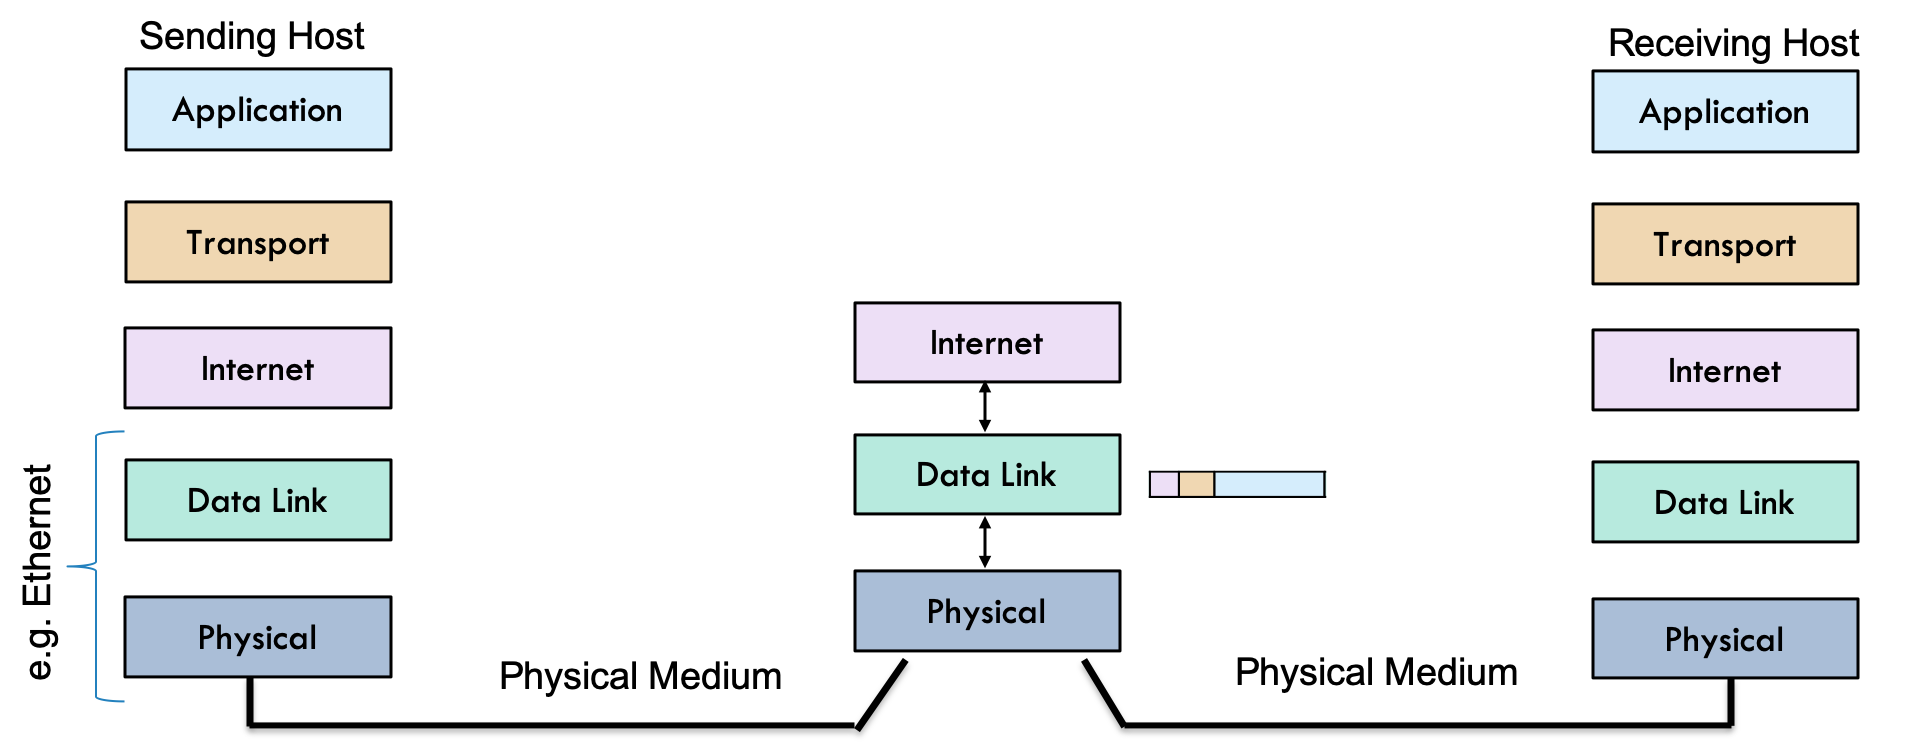 Sending Host
Receiving Host
Application
Application
Transport
Transport
Internet
Internet
Internet
Data Link
Data Link
Data Link
e.g. Ethernet
Physical
Physical
Physical
Physical Medium
Physical Medium